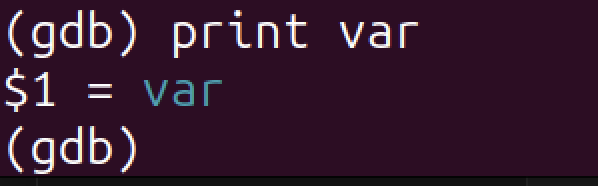 (gdb) print var
$1 = var
(gdb)